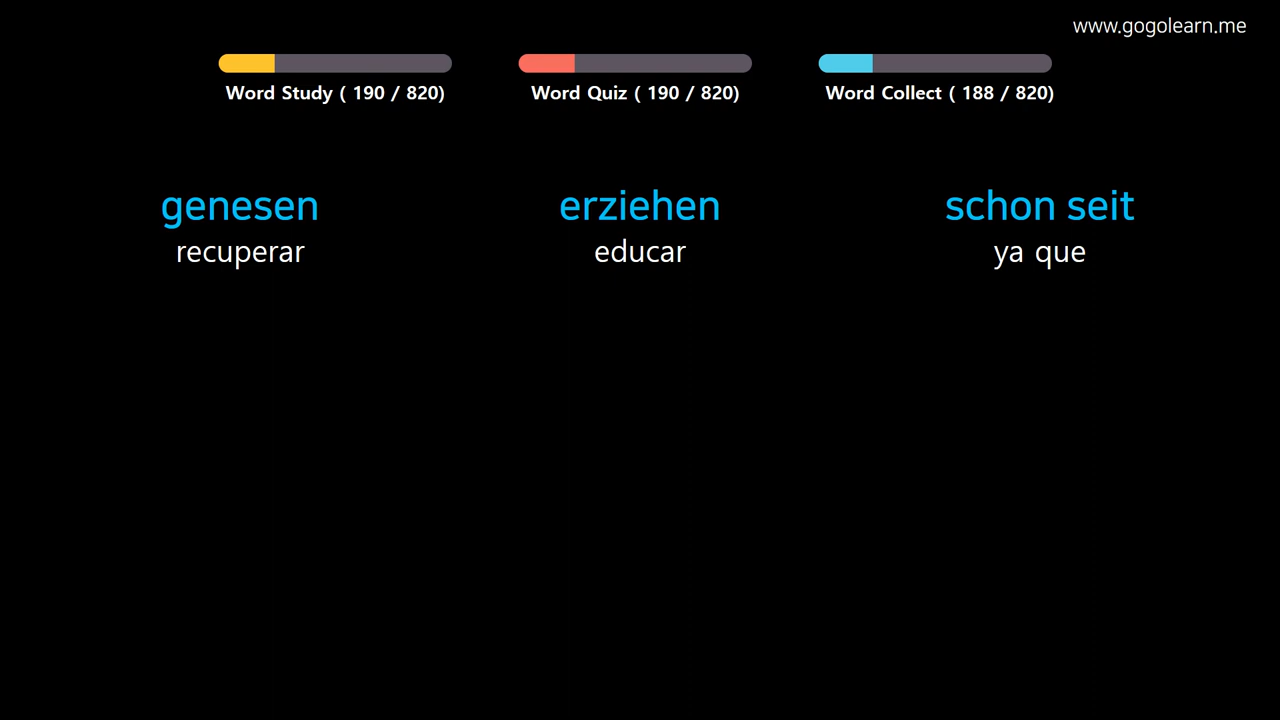 www.gogolearn.me
Word Study ( 190 / 820)
Word Quiz ( 190 / 820)
Word Collect ( 188 / 820)
genesen
recuperar
erziehen
educar
schon seit
ya que